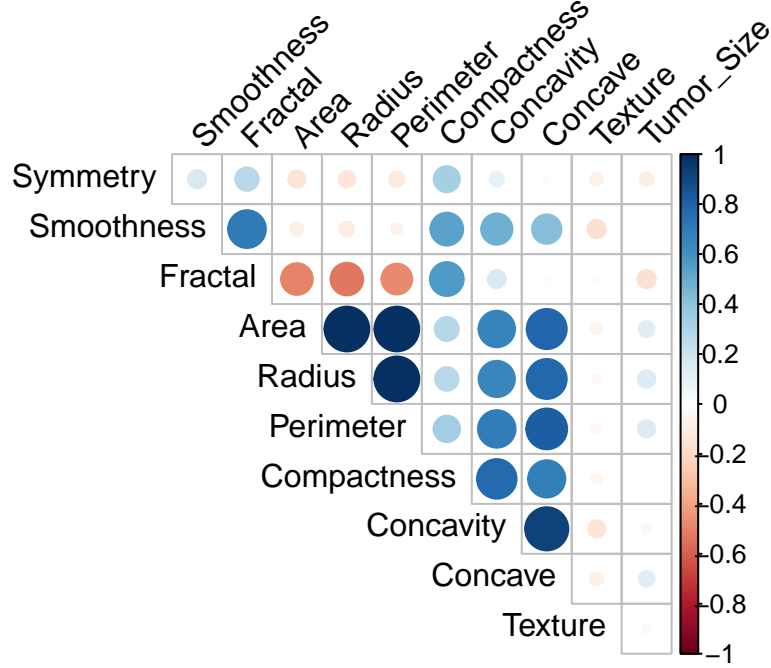 Smoothness
Fractal
Area
Radius
Perimeter
Compactness
Concavity
Concave
Texture
Tumor_Size
Symmetry
Smoothness
Fractal
Area
Radius
Perimeter
Compactness
Concavity
Concave
Texture
1
0.8
0.6
0.4
0.2
0
−0.2
−0.4
−0.6
−0.8
−1